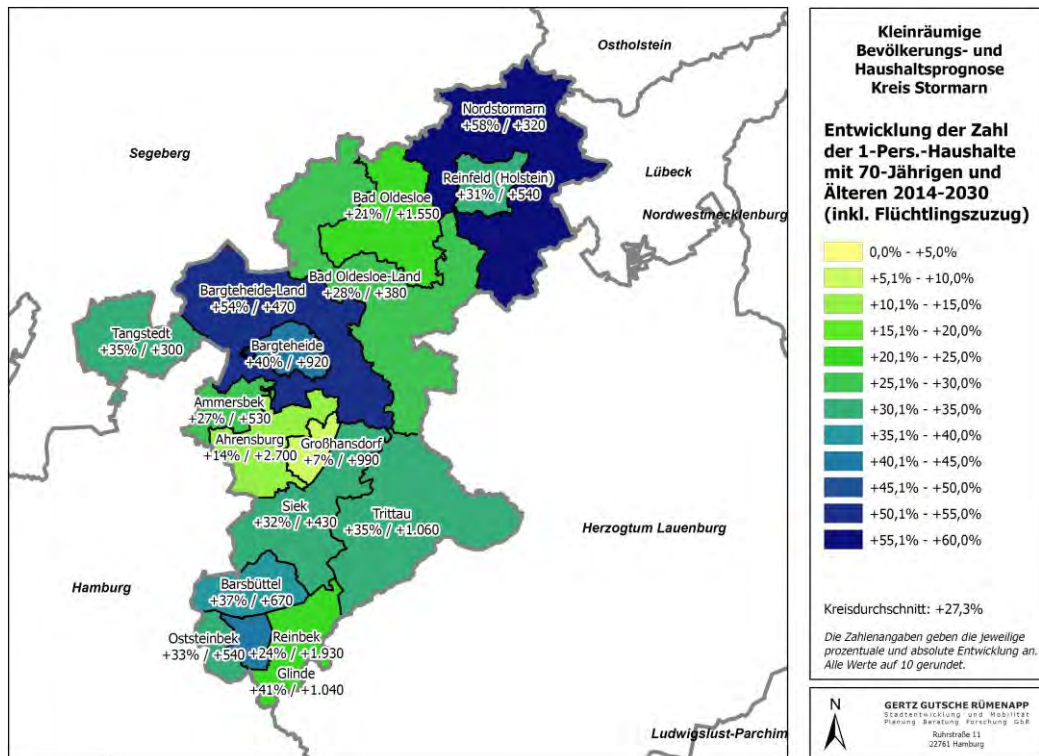 Ostholstein
Nordstormarn
+58% / +320
Segeberg
Lübeck
Reinfeld (Holstein)
+31% / +540
Bad Oldesloe
+21% / +1.550
Nordwestmecklenburg
Bad Oldesloe-Land
+28% / +380
Bargteheide-Land
+54% / +470
Tangstedt
+35% / +300
Bargteheide
+40% / +920
Ammersbek
+27% / +530
Ahrensburg
+14% / +2.700
Großhansdorf
+7% / +990
Siek
+32% / +430
Trittau
+35% / +1.060
Herzogtum Lauenburg
Hamburg
Barsbüttel
+37% / +670
Oststeinbek
+33% / +540
Reinbek
+24% / +1.930
Glinde
+41% / +1.040
Ludwigslust-Parchim
Kleinräumige
Bevölkerungs- und
Haushaltsprognose
Kreis Stormarn
Entwicklung der Zahl
der 1-Pers.-Haushalte
mit 70-Jährigen und
Älteren 2014-2030
(inkl. Flüchtlingszuzug)
0,0% - +5,0%
+5,1% - +10,0%
+10,1% - +15,0%
+15,1% - +20,0%
+20,1% - +25,0%
+25,1% - +30,0%
+30,1% - +35,0%
+35,1% - +40,0%
+40,1% - +45,0%
+45,1% - +50,0%
+50,1% - +55,0%
+55,1% - +60,0%
Kreisdurchschnitt: +27,3%
Die Zahlenangaben geben die jeweilige
prozentuale und absolute Entwicklung an.
Alle Werte auf 10 gerundet.
N
GERTZ GUTSCHE RÜMENAPP
Stadtentwicklung und Mobilität
Planung Beratung Forschung GbR
Ruhrstraße 11
22761 Hamburg